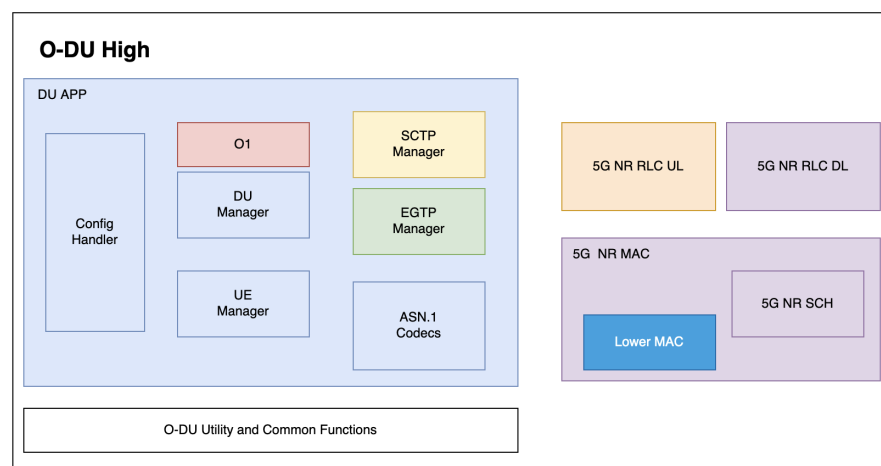 O-DU High
DU APP
Config
Handler
O1
DU
Manager
UE
Manager
SCTP
Manager
EGTP
Manager
ASN.1
Codecs
5G NR RLC UL
5G NR RLC DL
5G  NR MAC
5G NR SCH
Lower MAC
O-DU Utility and Common Functions